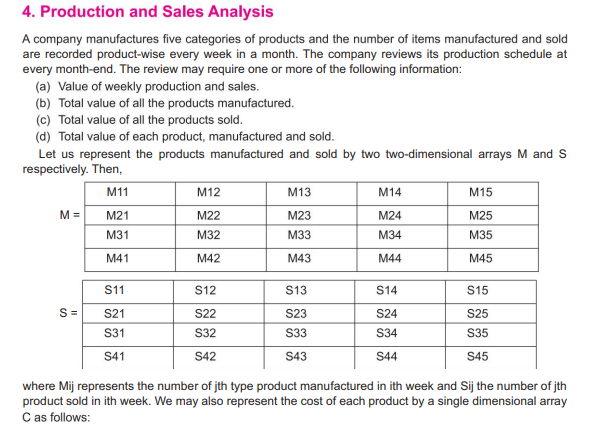 4. Production and Sales Analysis
A company manufactures five categories of products and the number of items manufactured and sold
are recorded product-wise every week in a month. The company reviews its production schedule at
every month-end. The review may require one or more of the following information:
(a) Value of weekly production and sales.
(b) Total value of all the products manufactured.
(c) Total value of all the products sold.
(d) Total value of each product, manufactured and sold.
Let us represent the products manufactured and sold by two two-dimensional arrays M and S
respectively. Then,
M11 M12 M13 M14 M15
M = M21 M22 M23 M24 M25
M31 M32 M33 M34 M35
M41 M42 M43 M44 M45
S11 S12 S13 S14 S15
S = S21 S22 S23 S24 S25
S31 S32 S33 S34 S35
S41 S42 S43 S44 S45
where Mij represents the number of jth type product manufactured in ith week and Sij the number of jth
product sold in ith week. We may also represent the cost of each product by a single dimensional array
C as follows: